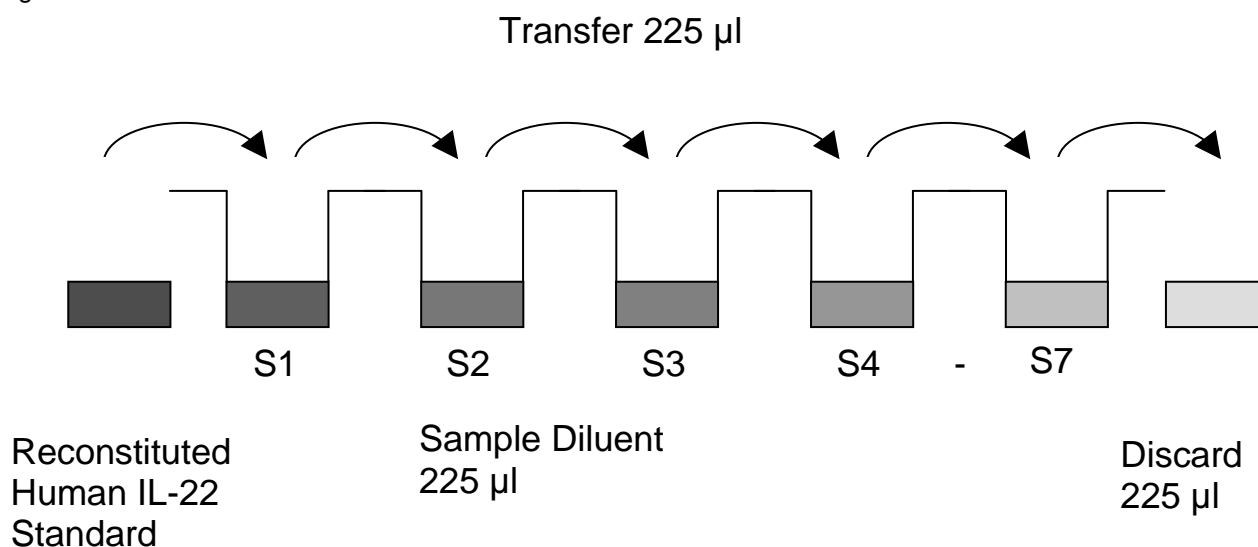 Transfer 225 µl
S1 S2 S3 S4 - S7
Reconstituted
Human IL-22
Standard
Sample Diluent
225 µl
Discard
225 µl